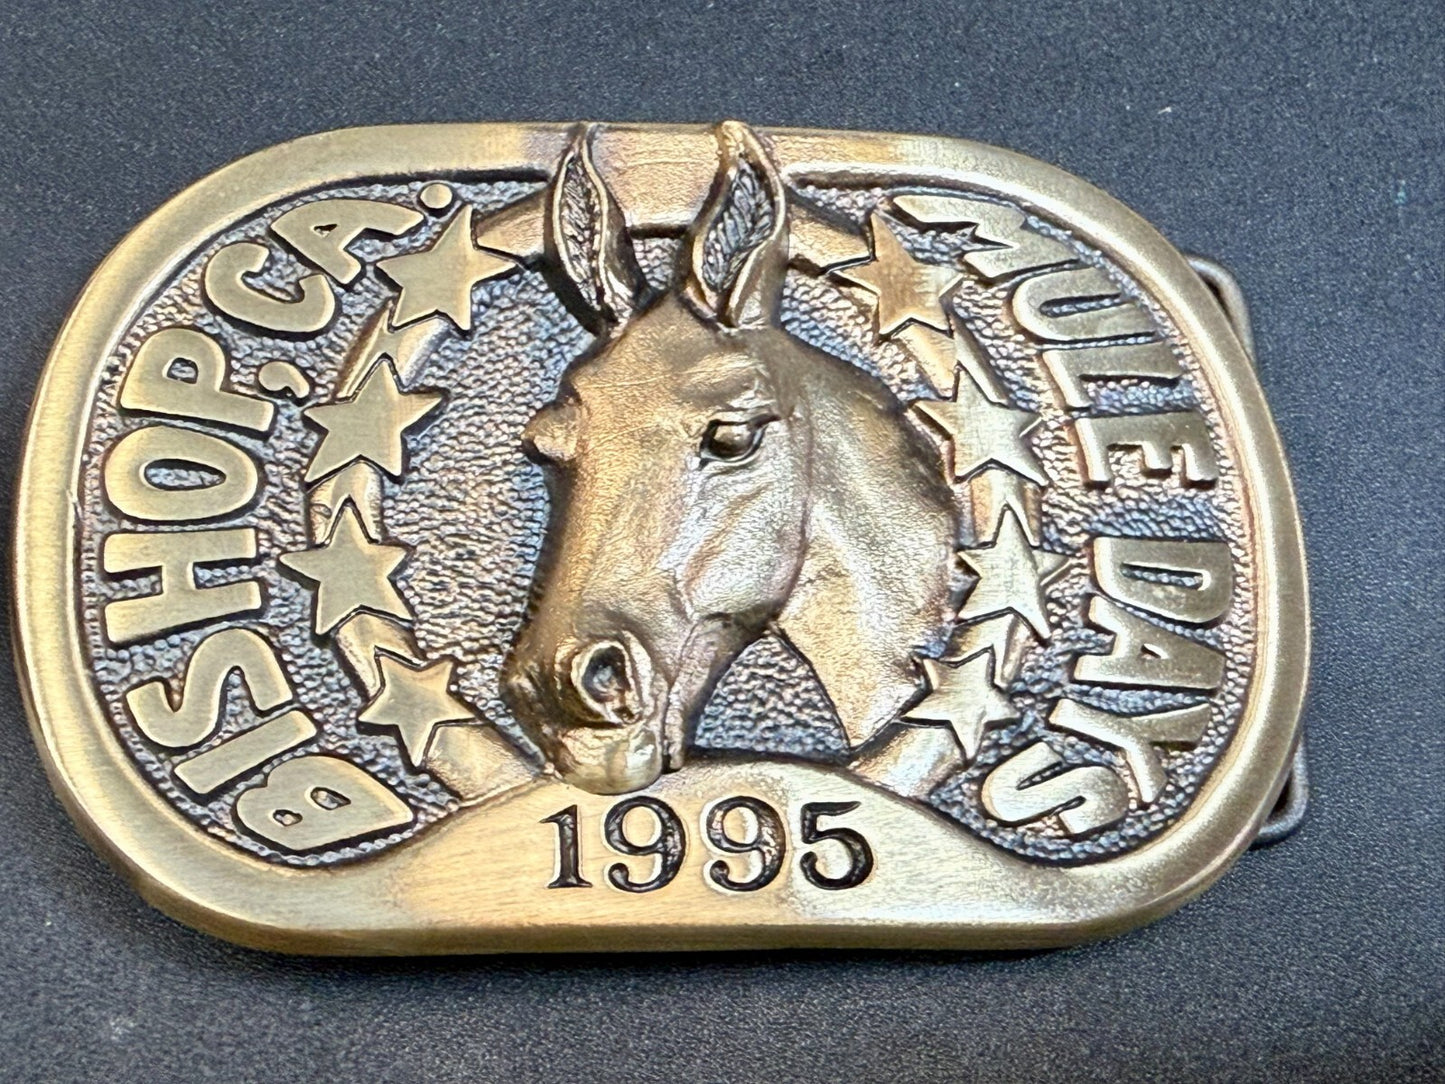 BISHOP, CA.
MULE DAYS
1995